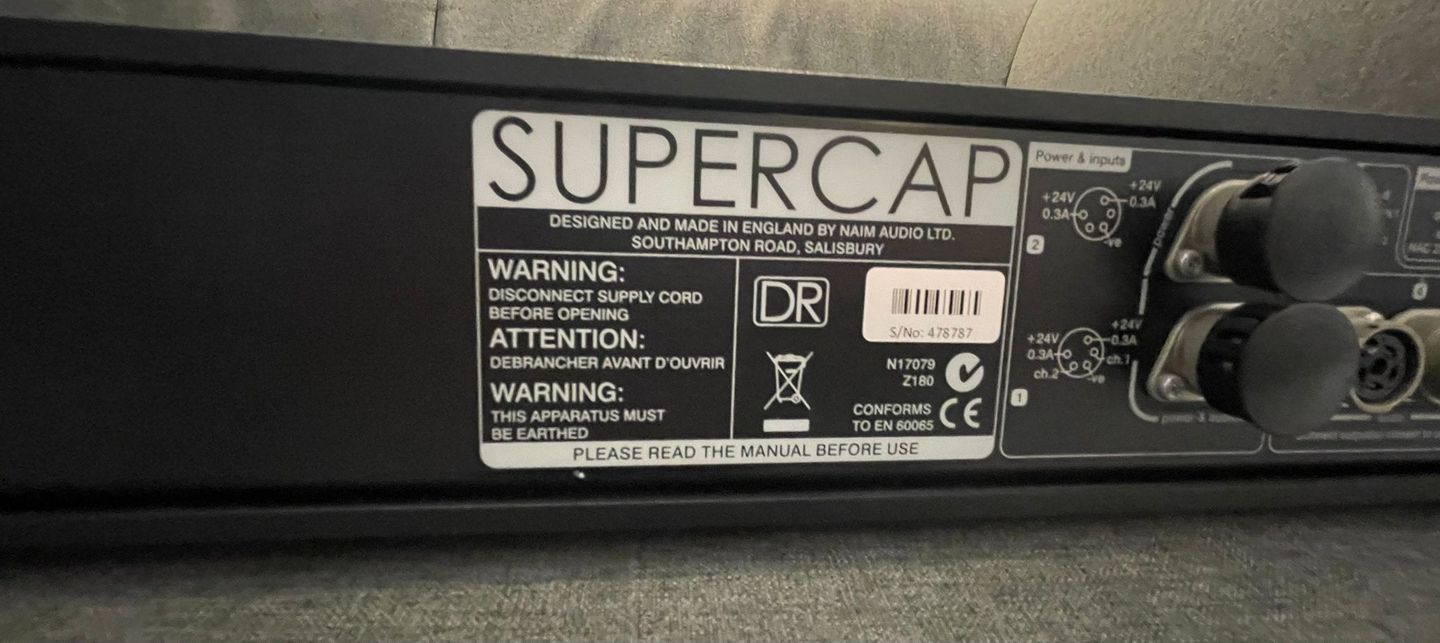 SUPERCAP
DESIGNED AND MADE IN ENGLAND BY NAIM AUDIO LTD.
SOUTHAMPTON ROAD, SALISBURY
WARNING:
DISCONNECT SUPPLY CORD
BEFORE OPENING
ATTENTION:
DEBRANCHER AVANT D'OUVRIR
WARNING:
THIS APPARATUS MUST
BE EARTHED
DR
S/No: 478787
N17079
Z180
CONFORMS
TO EN 60065
CE
PLEASE READ THE MANUAL BEFORE USE
Power & inputs
+24V
0.3A
+24V
0.3A
-ve
2
power
+24V
0.3A
ch.2
+24V
0.3A
ch.1
-ve
1
NAC